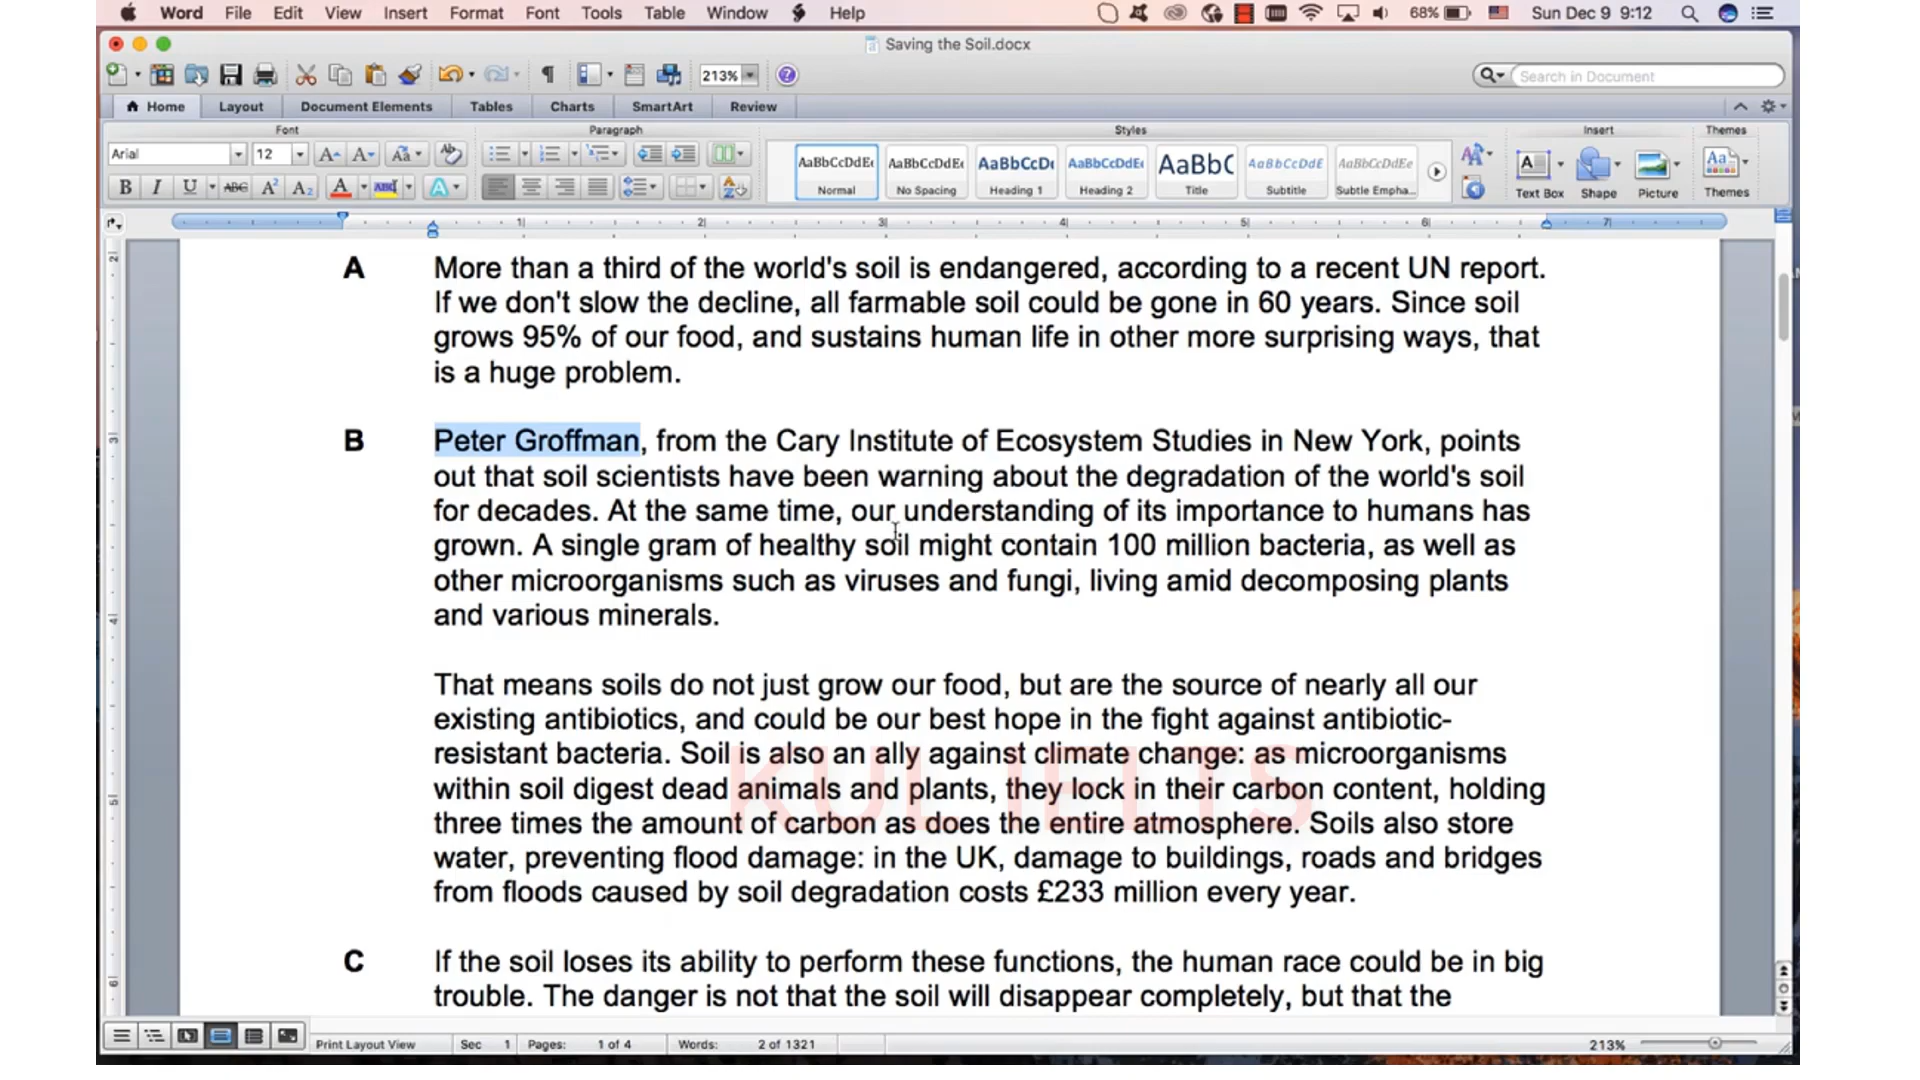 Word File Edit View Insert Format Font Tools Table Window Help 68% Sun Dec 9 9:12
Saving the Soil.docx
213% Search in Document
Home Layout Document Elements Tables Charts SmartArt Review
Font Paragraph Styles Insert Themes
Arial 12 AaBbCcDdEe AaBbCcDdEe AaBbCcDc AaBbCcDdEe AaBbC AaBbCcDdE AaBbCcDdEe
Normal No Spacing Heading 1 Heading 2 Title Subtitle Subtle Empha... Text Box Shape Picture Themes
A More than a third of the world's soil is endangered, according to a recent UN report.
If we don't slow the decline, all farmable soil could be gone in 60 years. Since soil
grows 95% of our food, and sustains human life in other more surprising ways, that
is a huge problem.
B Peter Groffman, from the Cary Institute of Ecosystem Studies in New York, points
out that soil scientists have been warning about the degradation of the world's soil
for decades. At the same time, our understanding of its importance to humans has
grown. A single gram of healthy soil might contain 100 million bacteria, as well as
other microorganisms such as viruses and fungi, living amid decomposing plants
and various minerals.
That means soils do not just grow our food, but are the source of nearly all our
existing antibiotics, and could be our best hope in the fight against antibiotic-
resistant bacteria. Soil is also an ally against climate change: as microorganisms
within soil digest dead animals and plants, they lock in their carbon content, holding
three times the amount of carbon as does the entire atmosphere. Soils also store
water, preventing flood damage: in the UK, damage to buildings, roads and bridges
from floods caused by soil degradation costs £233 million every year.
KUL IELTS
C If the soil loses its ability to perform these functions, the human race could be in big
trouble. The danger is not that the soil will disappear completely, but that the
Print Layout View Sec 1 Pages: 1 of 4 Words: 2 of 1321 213%